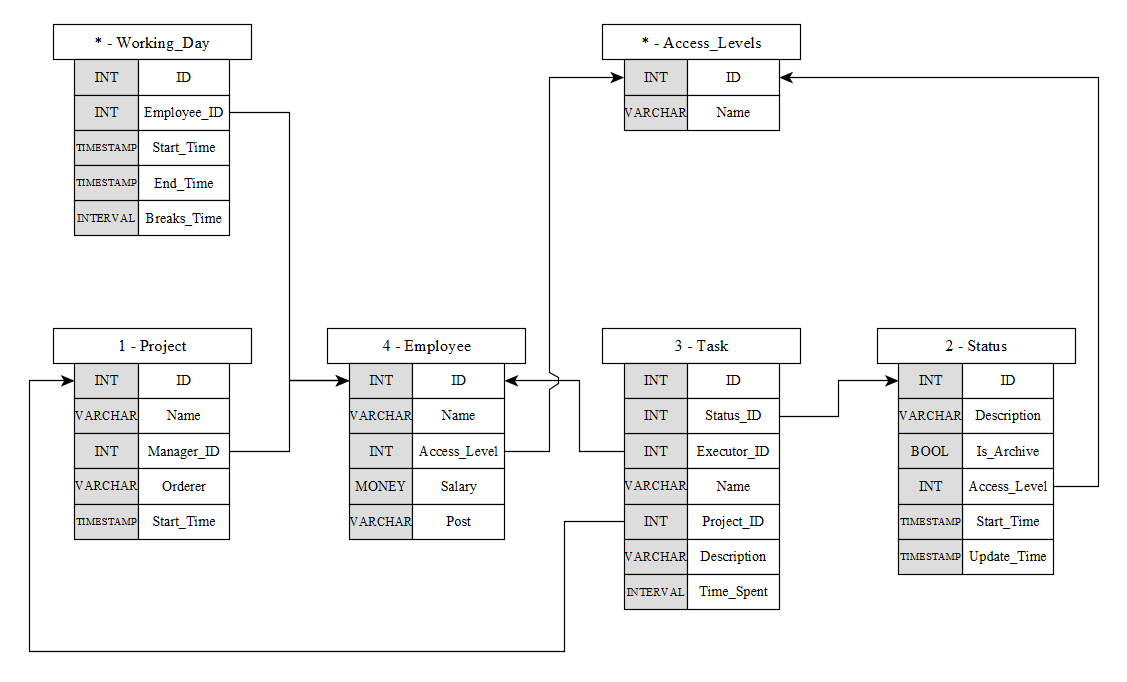 * - Working_Day
INT ID
INT Employee_ID
TIMESTAMP Start_Time
TIMESTAMP End_Time
INTERVAL Breaks_Time
* - Access_Levels
INT ID
VARCHAR Name
1 - Project
INT ID
VARCHAR Name
INT Manager_ID
VARCHAR Orderer
TIMESTAMP Start_Time
4 - Employee
INT ID
VARCHAR Name
INT Access_Level
MONEY Salary
VARCHAR Post
3 - Task
INT ID
INT Status_ID
INT Executor_ID
VARCHAR Name
INT Project_ID
VARCHAR Description
INTERVAL Time_Spent
2 - Status
INT ID
VARCHAR Description
BOOL Is_Archive
INT Access_Level
TIMESTAMP Start_Time
TIMESTAMP Update_Time